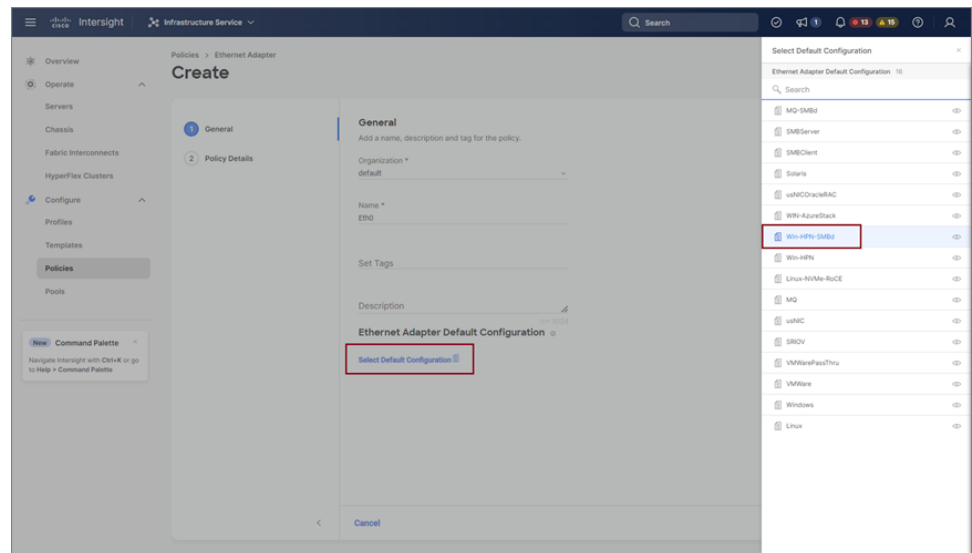 cisco Intersight Infrastructure Service Search 1 13 15
Overview
Operate
Servers
Chassis
Fabric Interconnects
HyperFlex Clusters
Configure
Profiles
Templates
Policies
Pools
New Command Palette ×
Navigate Intersight with Ctrl+K or go
to Help > Command Palette
Policies > Ethernet Adapter
Create
1 General
2 Policy Details
General
Add a name, description and tag for the policy.
Organization *
default
Name *
Eth0
Set Tags
Description
Ethernet Adapter Default Configuration
Select Default Configuration
< Cancel
Select Default Configuration ×
Ethernet Adapter Default Configuration 16
Search
MQ-SMBd
SMBServer
SMBClient
Solaris
usNICOracleRAC
WIN-AzureStack
Win-HPN-SMBd
Win-HPN
Linux-NVMe-RoCE
MQ
usNIC
SRIOV
VMWarePassThru
VMWare
Windows
Linux